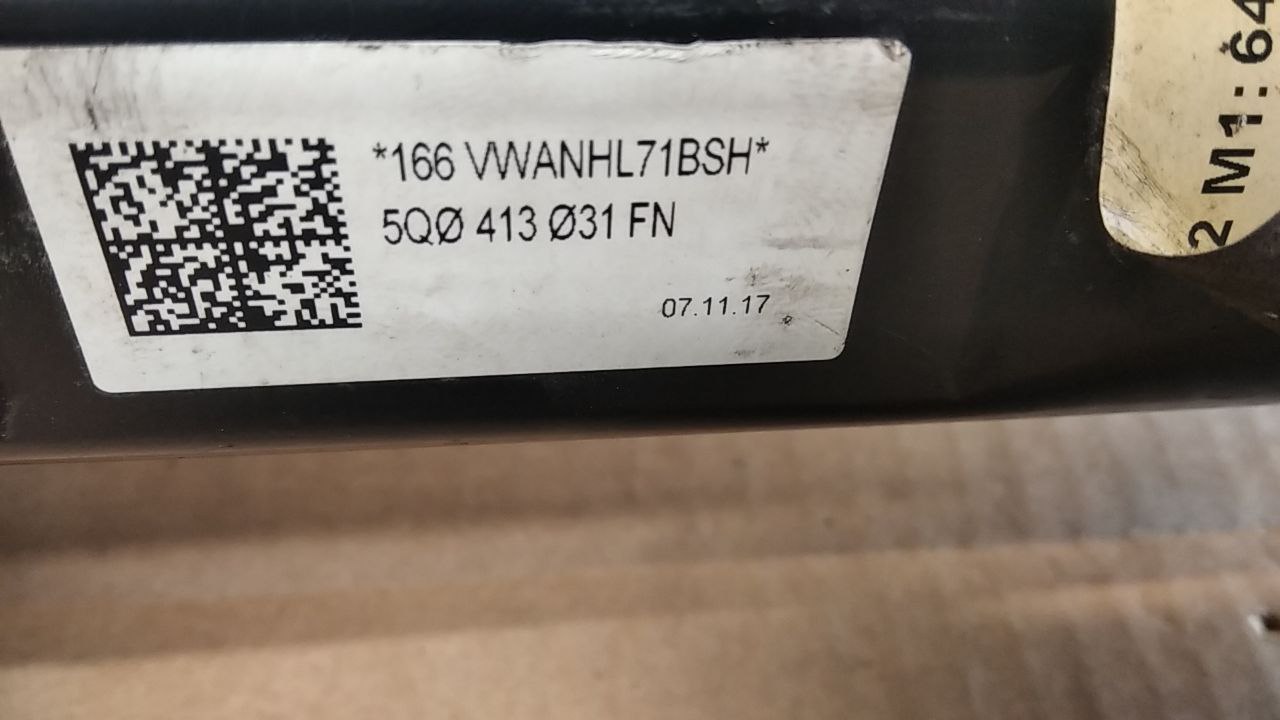 *166 VWANHL71BSH*
5QØ 413 Ø31 FN
07.11.17
2 M1:64